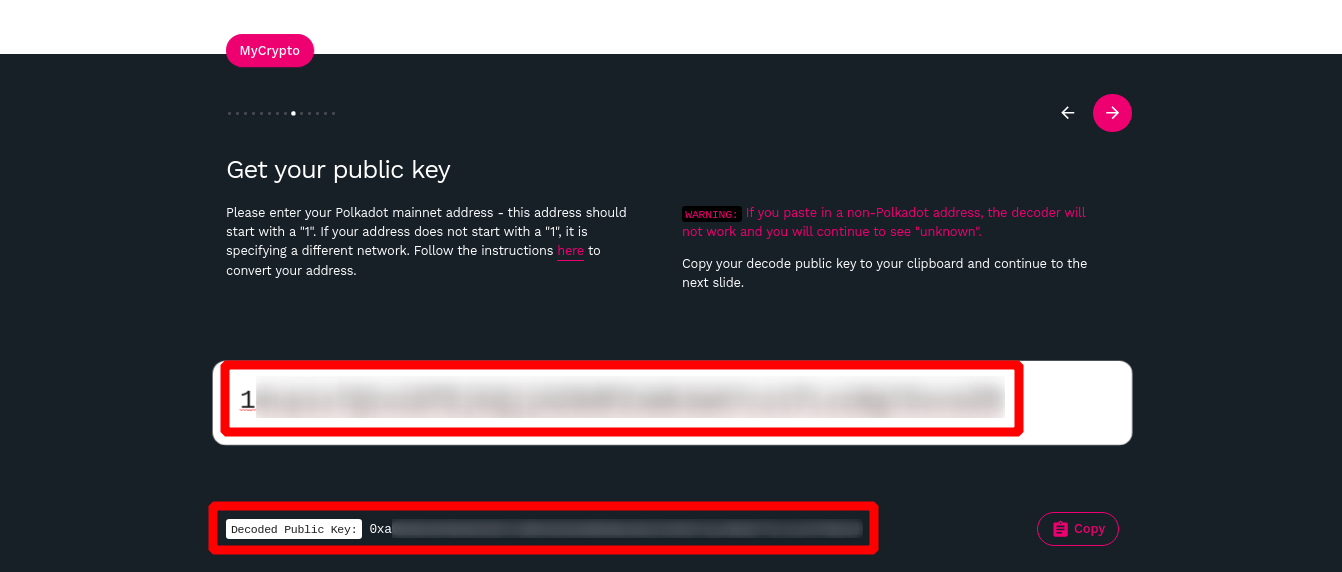 MyCrypto
Get your public key
Please enter your Polkadot mainnet address - this address should
start with a "1". If your address does not start with a "1", it is
specifying a different network. Follow the instructions here to
convert your address.
WARNING: If you paste in a non-Polkadot address, the decoder will
not work and you will continue to see "unknown".
Copy your decode public key to your clipboard and continue to the
next slide.
1
Decoded Public Key: 0xa
Copy